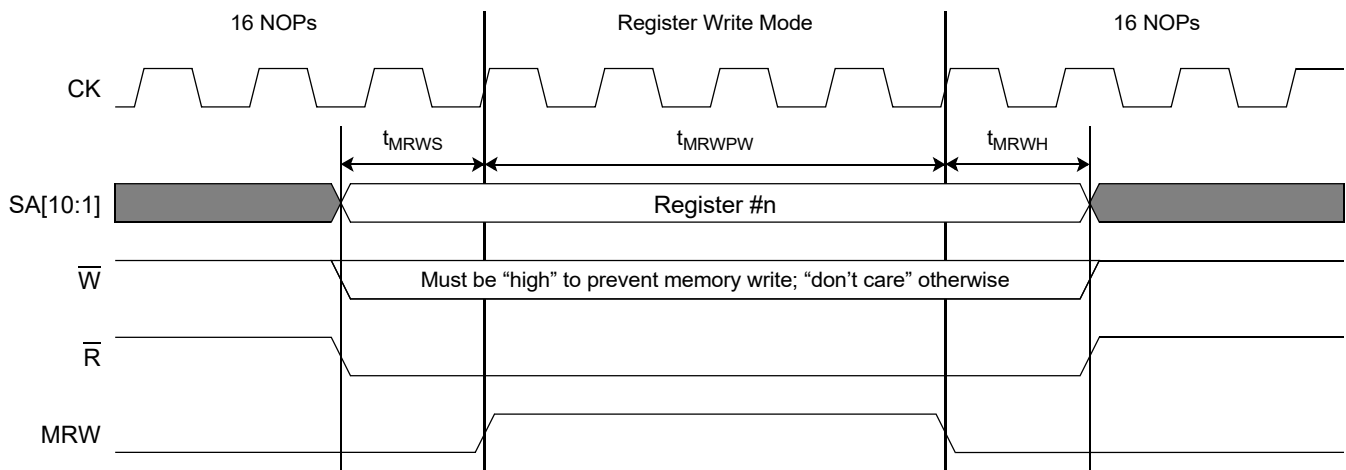 16 NOPs Register Write Mode 16 NOPs
CK
tMRWS tMRWPW tMRWH
SA[10:1] Register #n
W Must be “high” to prevent memory write; “don’t care” otherwise
R
MRW